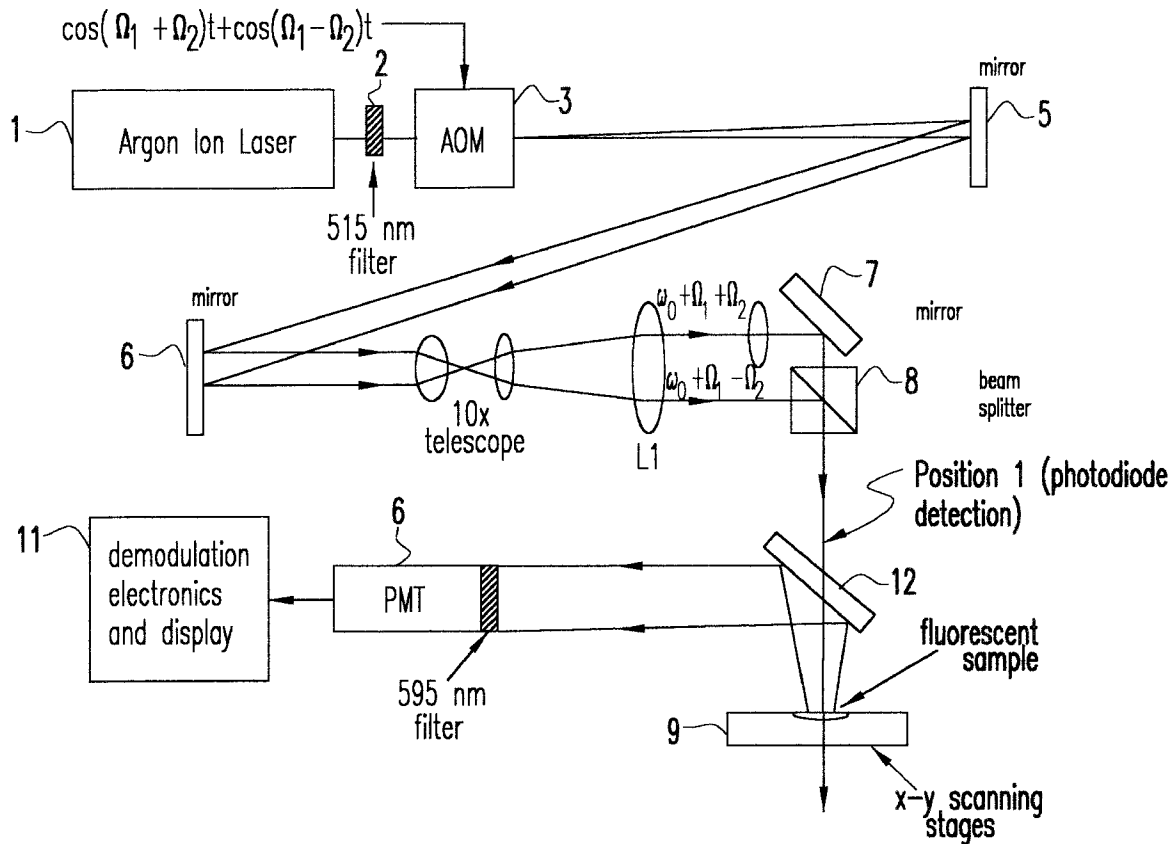 cos(Ω₁ +Ω₂)t+cos(Ω₁-Ω₂)t
2
3
mirror
1
Argon Ion Laser
AOM
5
515 nm
filter
7
mirror
ω₀+Ω₁ +Ω₂
mirror
6
ω₀+Ω₁ -Ω₂
8
beam
splitter
10x
telescope
L1
Position 1 (photodiode
detection)
11
6
demodulation
electronics
and display
PMT
12
fluorescent
sample
595 nm
filter
9
x-y scanning
stages